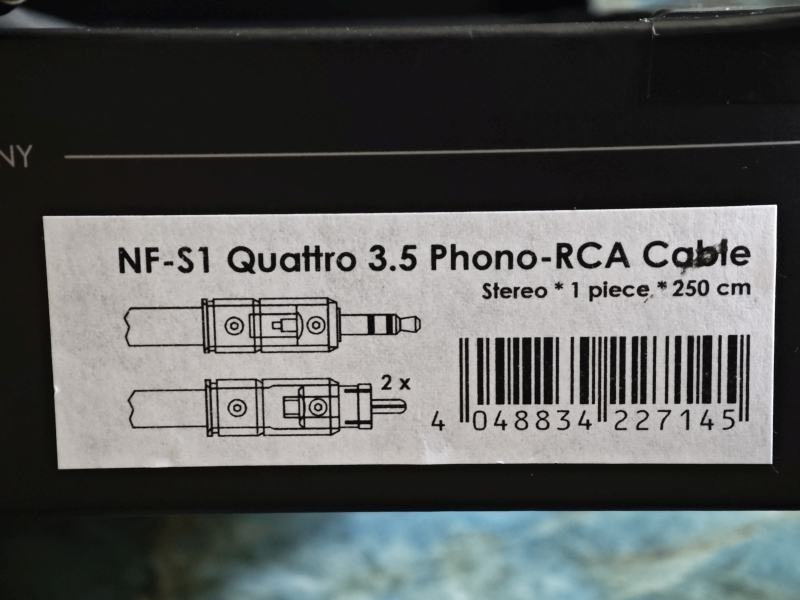 NY
NF-S1 Quattro 3.5 Phono-RCA Cable
Stereo * 1 piece * 250 cm
2 x
4 048834 227145